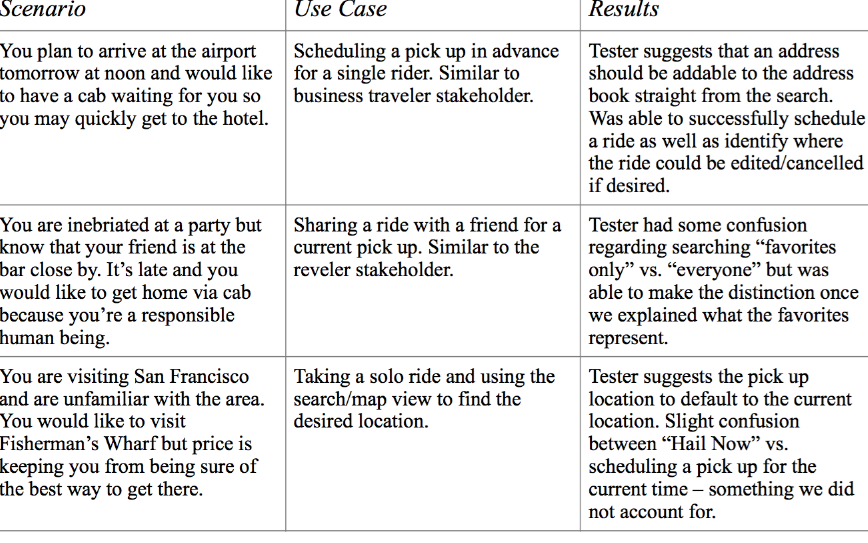 Scenario
Use Case
Results
You plan to arrive at the airport
tomorrow at noon and would like
to have a cab waiting for you so
you may quickly get to the hotel.
Scheduling a pick up in advance
for a single rider. Similar to
business traveler stakeholder.
Tester suggests that an address
should be addable to the address
book straight from the search.
Was able to successfully schedule
a ride as well as identify where
the ride could be edited/cancelled
if desired.
You are inebriated at a party but
know that your friend is at the
bar close by. It’s late and you
would like to get home via cab
because you’re a responsible
human being.
Sharing a ride with a friend for a
current pick up. Similar to the
reveler stakeholder.
Tester had some confusion
regarding searching “favorites
only” vs. “everyone” but was
able to make the distinction once
we explained what the favorites
represent.
You are visiting San Francisco
and are unfamiliar with the area.
You would like to visit
Fisherman’s Wharf but price is
keeping you from being sure of
the best way to get there.
Taking a solo ride and using the
search/map view to find the
desired location.
Tester suggests the pick up
location to default to the current
location. Slight confusion
between “Hail Now” vs.
scheduling a pick up for the
current time – something we did
not account for.